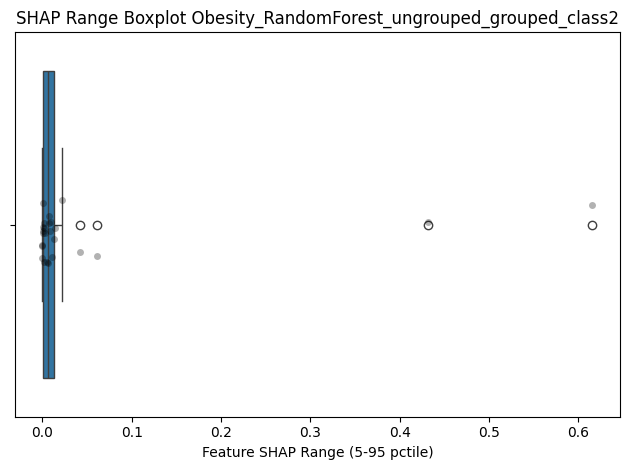 SHAP Range Boxplot Obesity_RandomForest_ungrouped_grouped_class2
0.0 0.1 0.2 0.3 0.4 0.5 0.6
Feature SHAP Range (5-95 pctile)